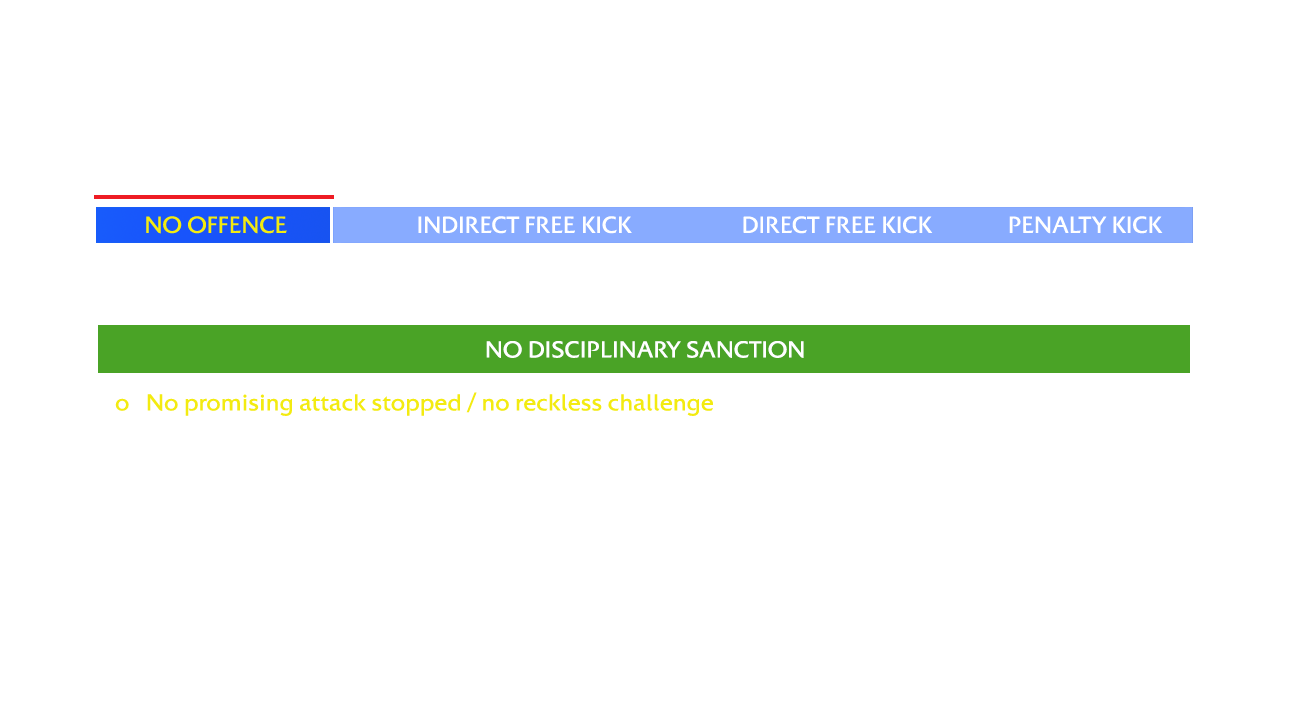 NO OFFENCE INDIRECT FREE KICK DIRECT FREE KICK PENALTY KICK
NO DISCIPLINARY SANCTION
o No promising attack stopped / no reckless challenge